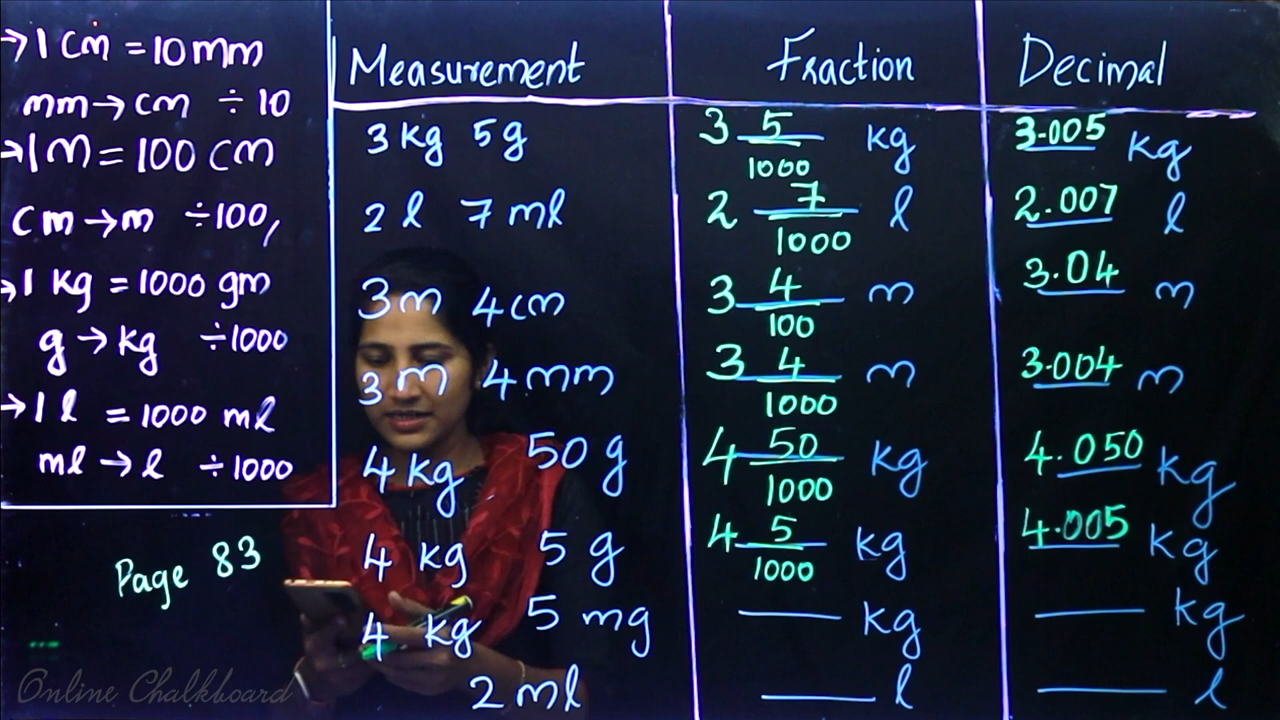 → 1 cm = 10 mm
mm → cm ÷ 10
→ 1 m = 100 cm
cm → m ÷ 100,
→ 1 kg = 1000 gm
g → kg ÷ 1000
→ 1 l = 1000 ml
ml → l ÷ 1000
Page 83
Measurement Fraction Decimal
3 kg 5 g 3 5/1000 kg 3.005 kg
2 l 7 ml 2 7/1000 l 2.007 l
3 m 4 cm 3 4/100 m 3.04 m
3 m 4 mm 3 4/1000 m 3.004 m
4 kg 50 g 4 50/1000 kg 4.050 kg
4 kg 5 g 4 5/1000 kg 4.005 kg
4 kg 5 mg ___ kg ___ kg
2 ml ___ l ___ l
Online Chalkboard